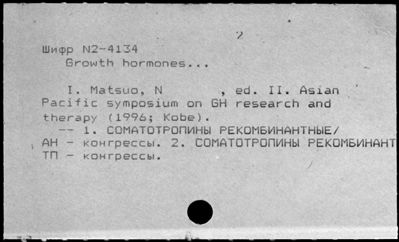 2
Шифр N2-4134
Growth hormones...
I. Matsuo, N , ed. II. Asian
Pacific symposium on GH research and
therapy (1996; Kobe).
-- 1. СОМАТОТРОПИНЫ РЕКОМБИНАНТНЫЕ/
АН - конгрессы. 2. СОМАТОТРОПИНЫ РЕКОМБИНАНТ
ТП - конгрессы.